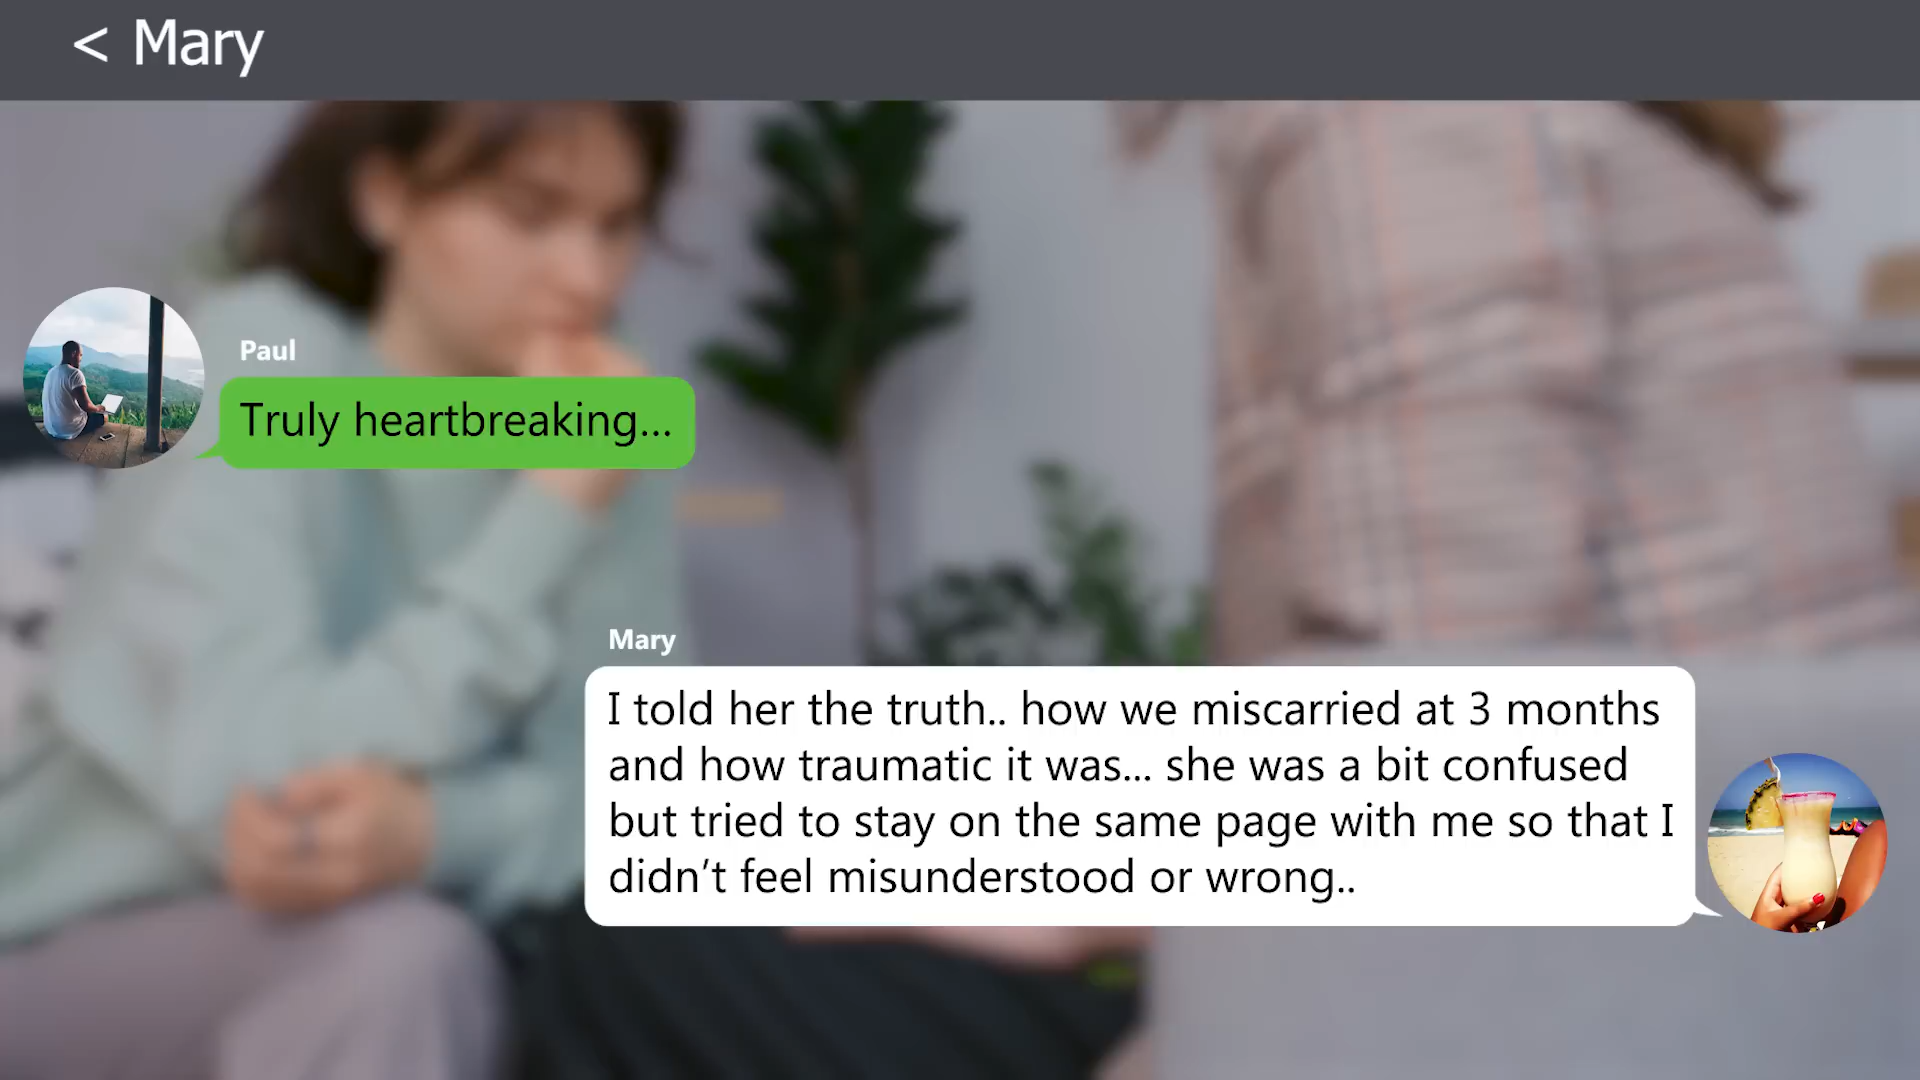 < Mary
Paul
Truly heartbreaking...
Mary
I told her the truth.. how we miscarried at 3 months
and how traumatic it was... she was a bit confused
but tried to stay on the same page with me so that I
didn’t feel misunderstood or wrong..